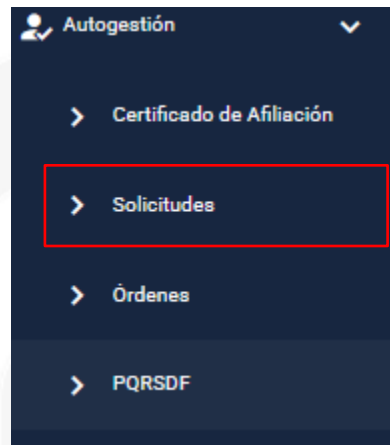 Autogestión
Certificado de Afiliación
Solicitudes
Órdenes
PQRSDF